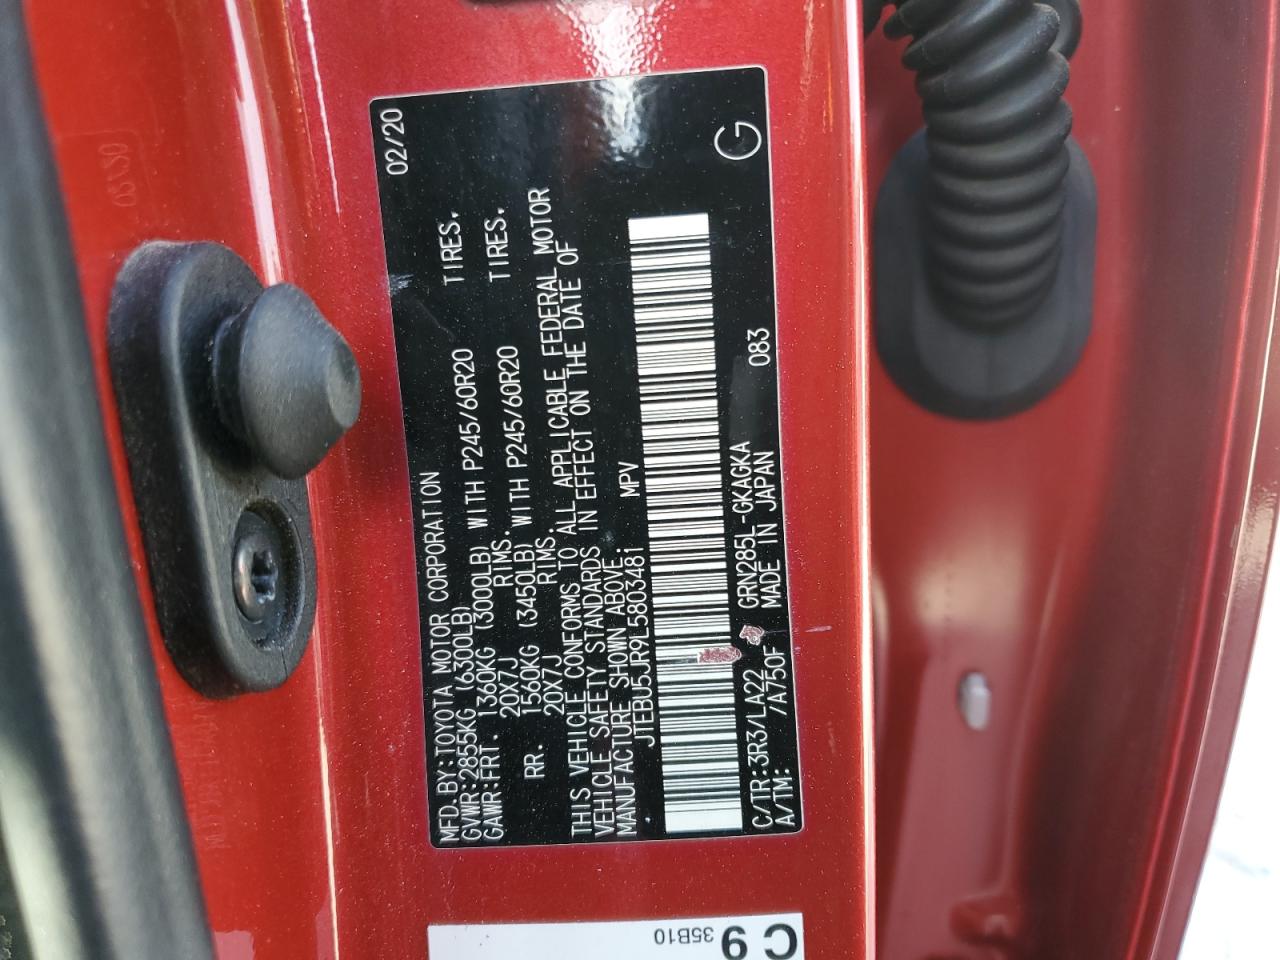 MFD.BY:TOYOTA MOTOR CORPORATION 02/20
GVWR:2855KG (6300LB)
GAWR:FRT. 1360KG (3000LB) WITH P245/60R20 TIRES.
20X7J RIMS.
RR. 1560KG (3450LB) WITH P245/60R20 TIRES.
20X7J RIMS.
THIS VEHICLE CONFORMS TO ALL APPLICABLE FEDERAL MOTOR
VEHICLE SAFETY STANDARDS IN EFFECT ON THE DATE OF
MANUFACTURE SHOWN ABOVE.
JTEBU5JR9L5803481 MPV
C/TR:3R3/LA22 GRN285L-GKAGKA 083
A/TM: /A750F MADE IN JAPAN
G
C 9
35B10